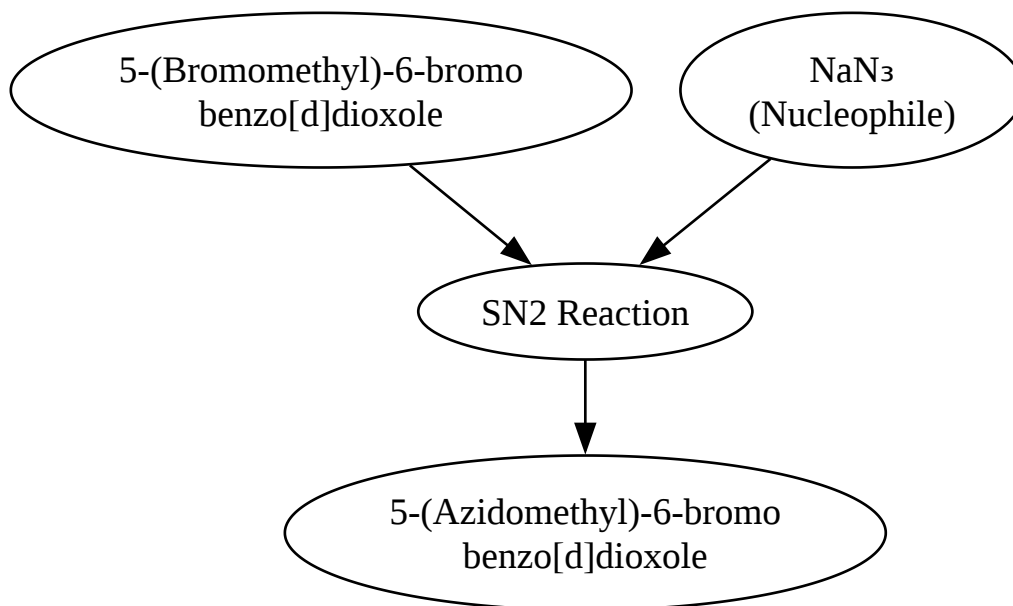 5-(Bromomethyl)-6-bromo
benzo[d]dioxole
NaN₃
(Nucleophile)
SN2 Reaction
5-(Azidomethyl)-6-bromo
benzo[d]dioxole